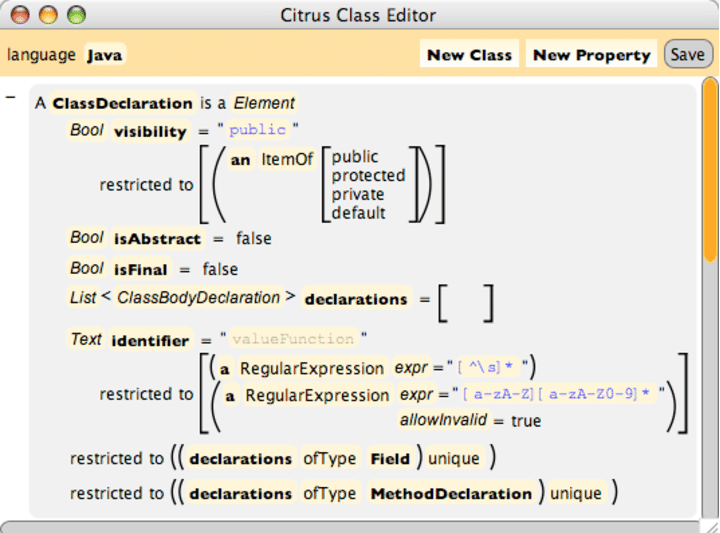 Citrus Class Editor
language Java New Class New Property Save
– A ClassDeclaration is a Element
Bool visibility = "public"
restricted to [(an ItemOf [public
protected
private
default])]
Bool isAbstract = false
Bool isFinal = false
List < ClassBodyDeclaration > declarations = [ ]
Text identifier = "valueFunction"
restricted to [(a RegularExpression expr ="[^\s]*")
(a RegularExpression expr ="[a-zA-Z][a-zA-Z0-9]*"
allowInvalid = true)]
restricted to ((declarations ofType Field) unique )
restricted to ((declarations ofType MethodDeclaration) unique )